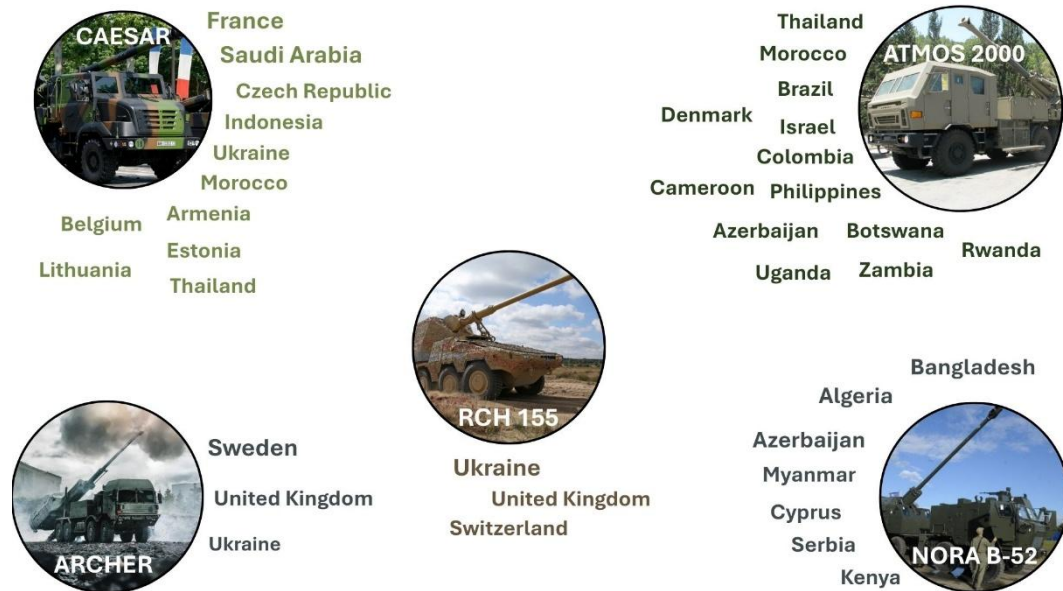 CAESAR
France
Saudi Arabia
Czech Republic
Indonesia
Ukraine
Morocco
Armenia
Belgium
Estonia
Lithuania
Thailand
ATMOS 2000
Thailand
Morocco
Brazil
Denmark
Israel
Colombia
Cameroon
Philippines
Azerbaijan
Botswana
Rwanda
Uganda
Zambia
RCH 155
Ukraine
United Kingdom
Switzerland
ARCHER
Sweden
United Kingdom
Ukraine
Bangladesh
Algeria
Azerbaijan
Myanmar
Cyprus
Serbia
Kenya
NORA B-52